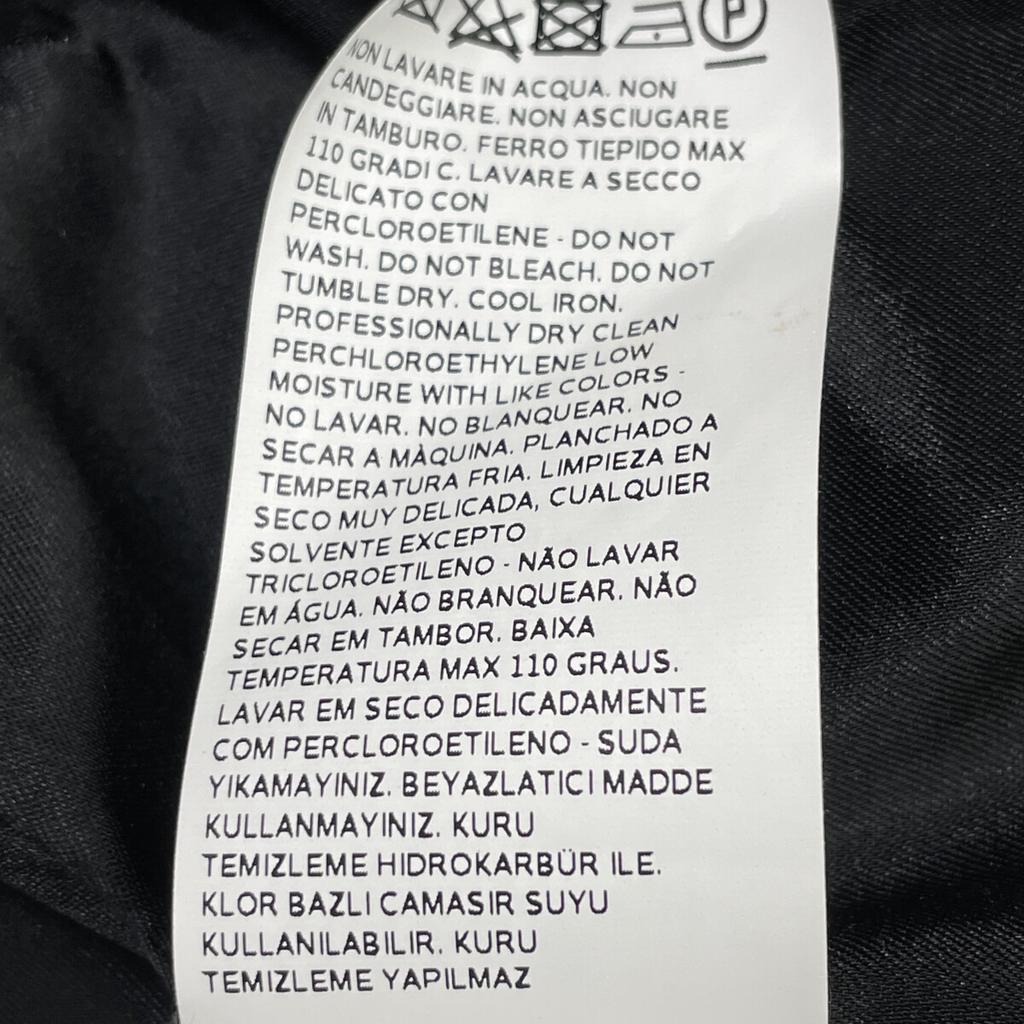 P
NON LAVARE IN ACQUA. NON
CANDEGGIARE. NON ASCIUGARE
IN TAMBURO. FERRO TIEPIDO MAX
110 GRADI C. LAVARE A SECCO
DELICATO CON
PERCLOROETILENE - DO NOT
WASH. DO NOT BLEACH. DO NOT
TUMBLE DRY. COOL IRON.
PROFESSIONALLY DRY CLEAN
PERCHLOROETHYLENE LOW
MOISTURE WITH LIKE COLORS -
NO LAVAR. NO BLANQUEAR. NO
SECAR A MÀQUINA. PLANCHADO A
TEMPERATURA FRIA. LIMPIEZA EN
SECO MUY DELICADA, CUALQUIER
SOLVENTE EXCEPTO
TRICLOROETILENO - NÃO LAVAR
EM ÁGUA. NÃO BRANQUEAR. NÃO
SECAR EM TAMBOR. BAIXA
TEMPERATURA MAX 110 GRAUS.
LAVAR EM SECO DELICADAMENTE
COM PERCLOROETILENO - SUDA
YIKAMAYINIZ. BEYAZLATICI MADDE
KULLANMAYINIZ. KURU
TEMIZLEME HIDROKARBÜR ILE.
KLOR BAZLI CAMASIR SUYU
KULLANILABILIR. KURU
TEMIZLEME YAPILMAZ